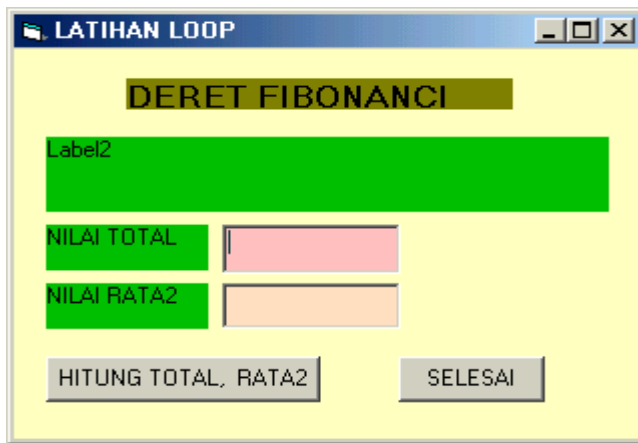 LATIHAN LOOP
DERET FIBONANCI
Label2
NILAI TOTAL
NILAI RATA2
HITUNG TOTAL, RATA2
SELESAI